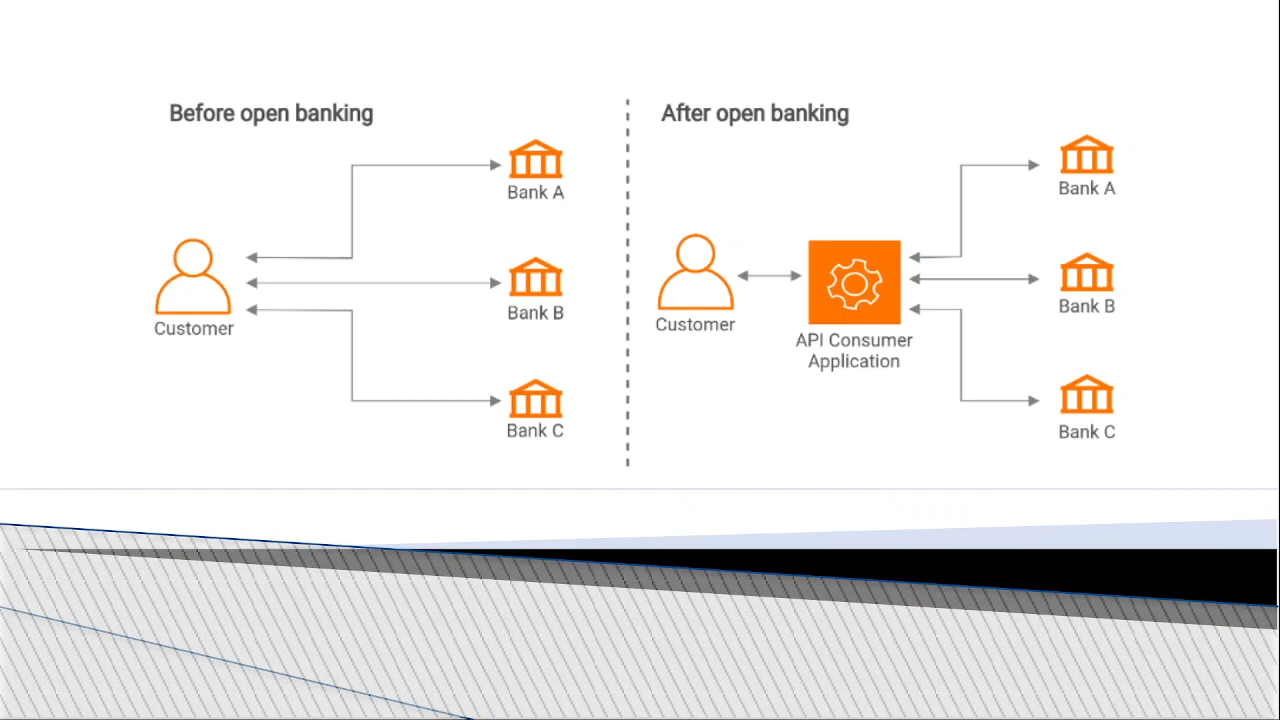 Before open banking
Bank A
Customer
Bank B
Bank C
After open banking
Bank A
Customer
API Consumer
Application
Bank B
Bank C